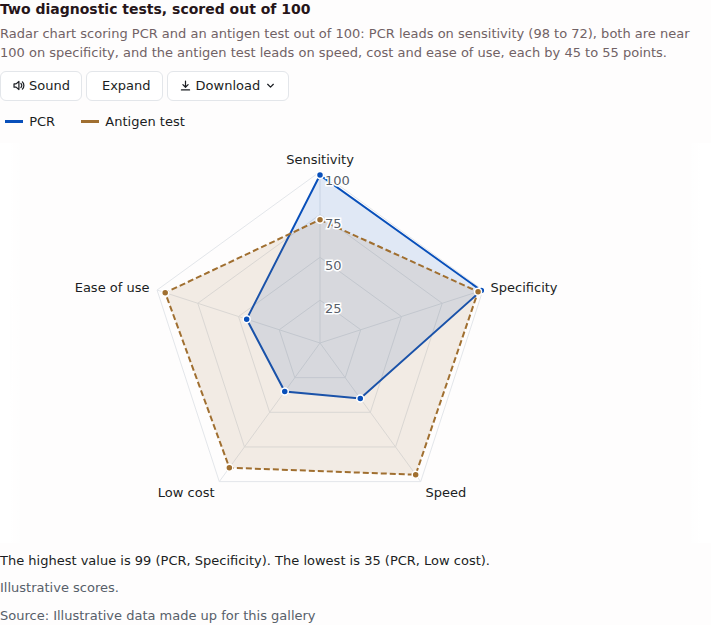 Two diagnostic tests, scored out of 100
Radar chart scoring PCR and an antigen test out of 100: PCR leads on sensitivity (98 to 72), both are near
100 on specificity, and the antigen test leads on speed, cost and ease of use, each by 45 to 55 points.
Sound Expand Download
PCR Antigen test
Sensitivity
100
75
50
25
Ease of use
Specificity
Low cost
Speed
The highest value is 99 (PCR, Specificity). The lowest is 35 (PCR, Low cost).
Illustrative scores.
Source: Illustrative data made up for this gallery